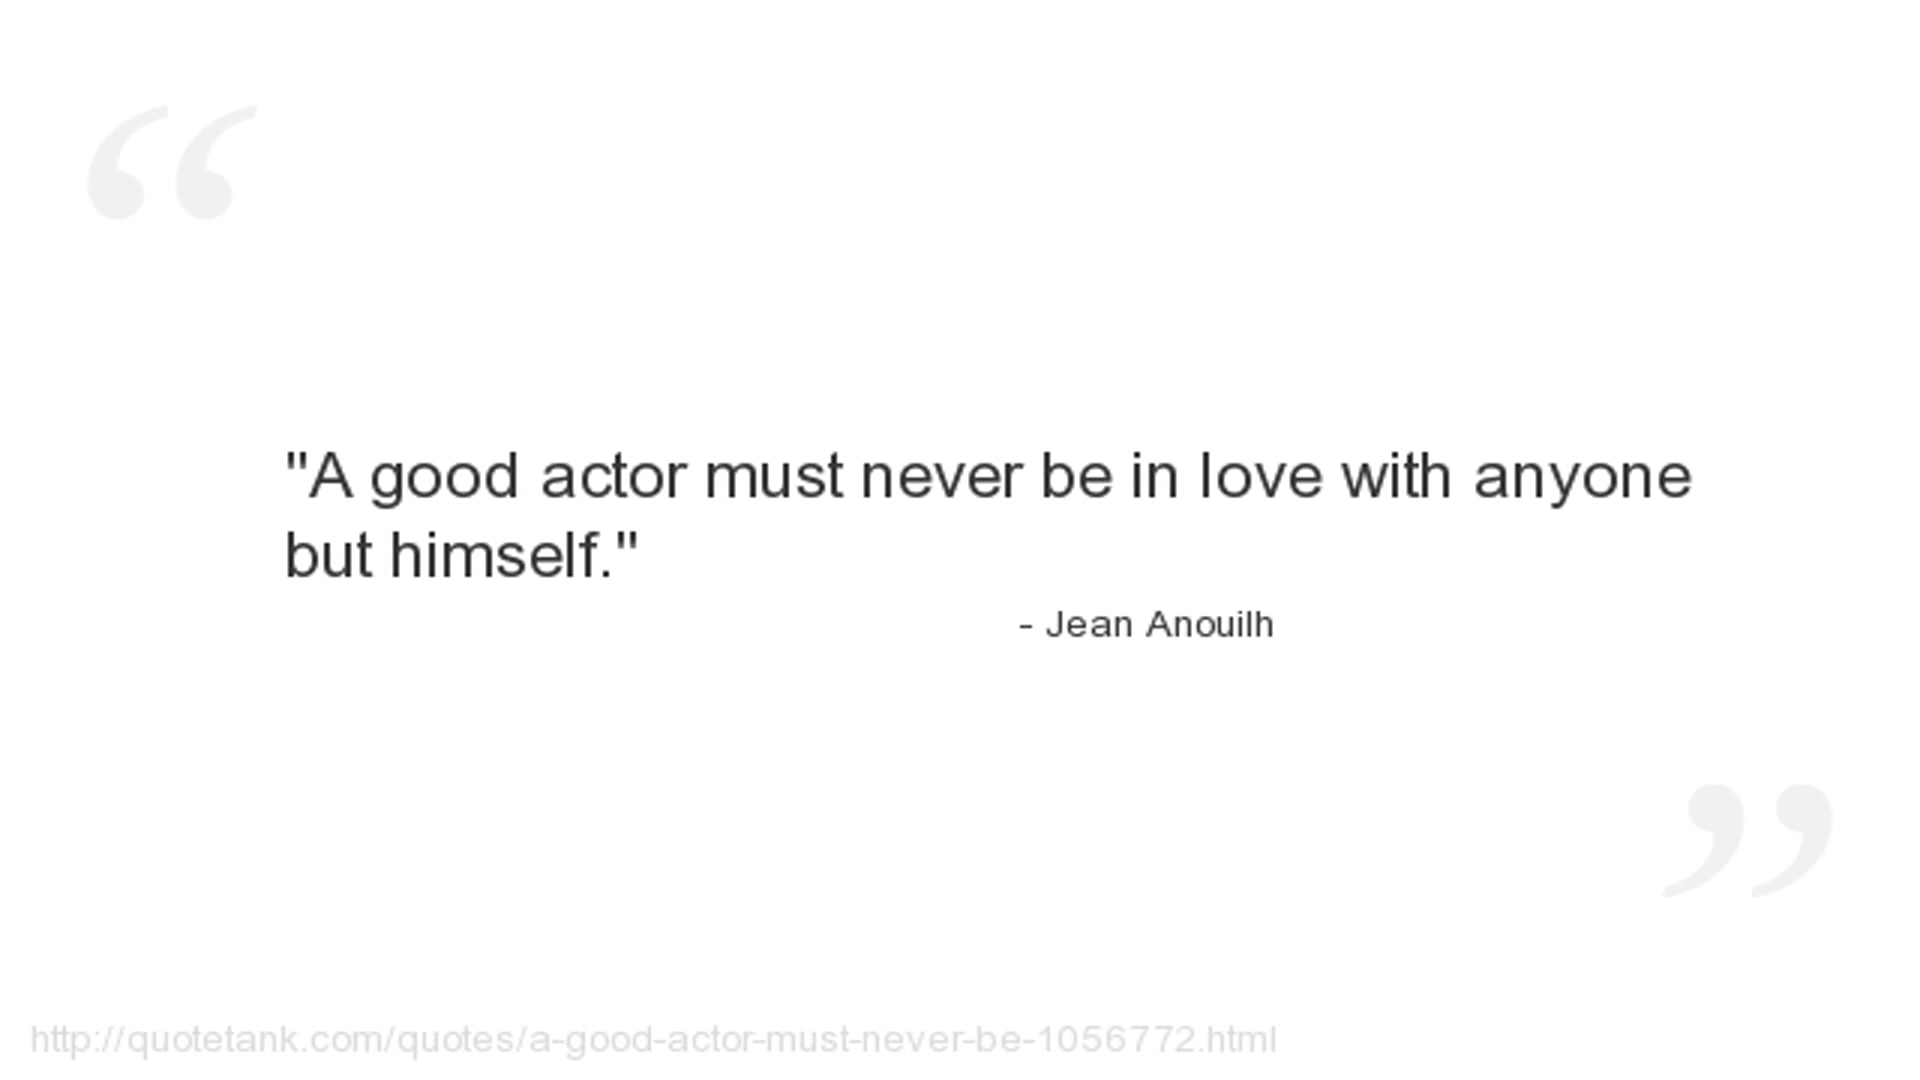 "A good actor must never be in love with anyone
but himself."
- Jean Anouilh
http://quotetank.com/quotes/a-good-actor-must-never-be-1056772.html